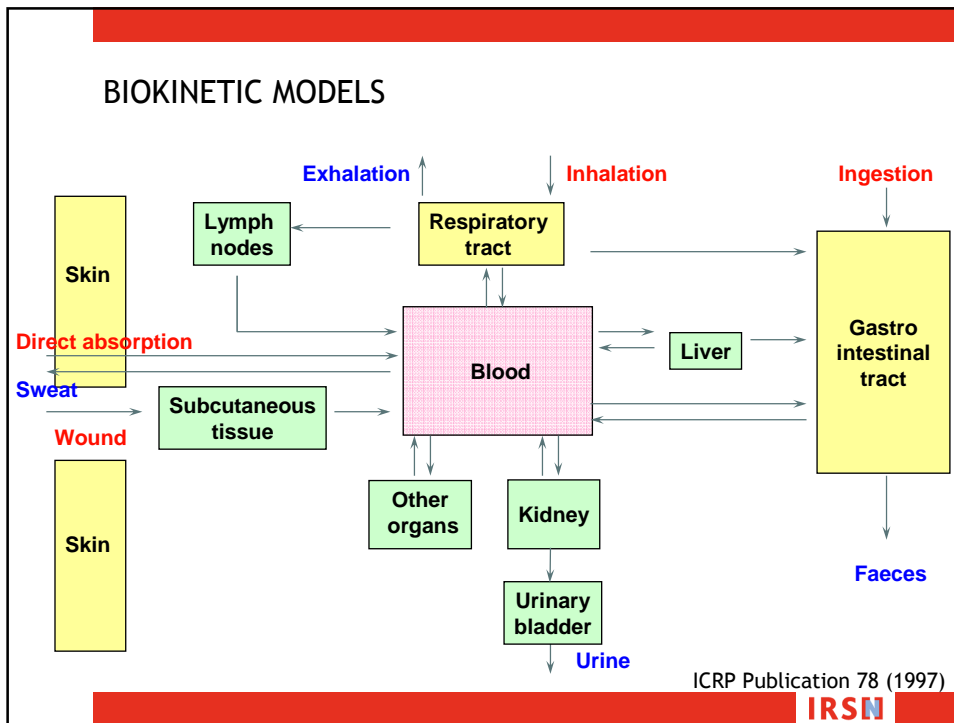 BIOKINETIC MODELS
Exhalation
Inhalation
Ingestion
Lymph
nodes
Respiratory
tract
Skin
Direct absorption
Sweat
Blood
Liver
Gastro
intestinal
tract
Subcutaneous
tissue
Wound
Skin
Other
organs
Kidney
Faeces
Urinary
bladder
Urine
ICRP Publication 78 (1997)
IRSN